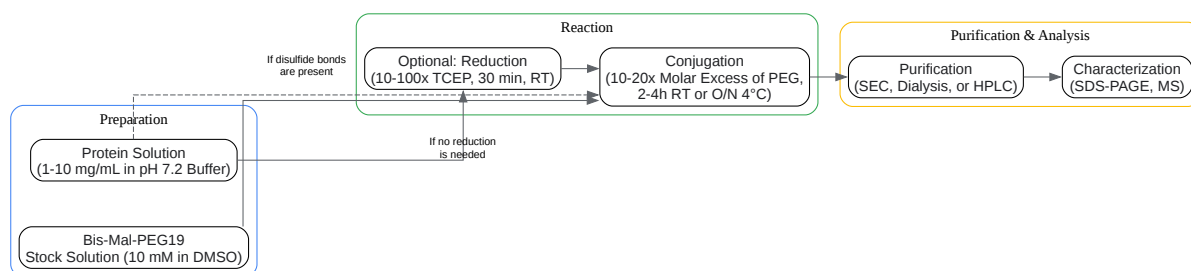 Preparation
Protein Solution
(1-10 mg/mL in pH 7.2 Buffer)
Bis-Mal-PEG19
Stock Solution (10 mM in DMSO)
If disulfide bonds
are present
If no reduction
is needed
Reaction
Optional: Reduction
(10-100x TCEP, 30 min, RT)
Conjugation
(10-20x Molar Excess of PEG,
2-4h RT or O/N 4°C)
Purification & Analysis
Purification
(SEC, Dialysis, or HPLC)
Characterization
(SDS-PAGE, MS)